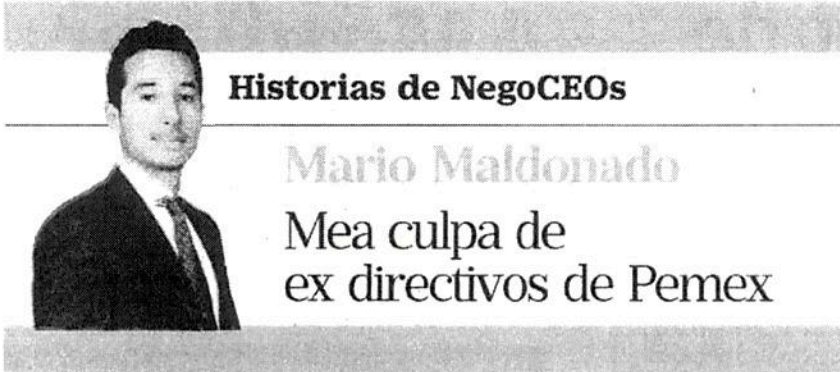 Historias de NegoCEOs
Mario Maldonado
Mea culpa de
ex directivos de Pemex